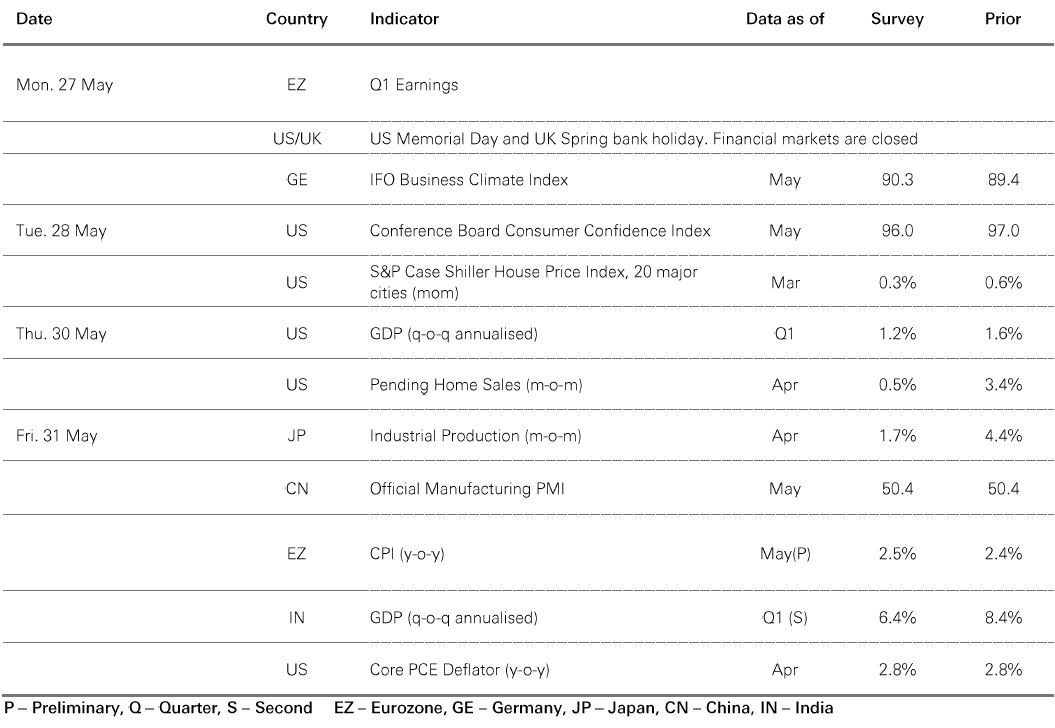 Date Country Indicator Data as of Survey Prior
Mon. 27 May EZ Q1 Earnings
US/UK US Memorial Day and UK Spring bank holiday. Financial markets are closed
GE IFO Business Climate Index May 90.3 89.4
Tue. 28 May US Conference Board Consumer Confidence Index May 96.0 97.0
US S&P Case Shiller House Price Index, 20 major
cities (mom) Mar 0.3% 0.6%
Thu. 30 May US GDP (q-o-q annualised) Q1 1.2% 1.6%
US Pending Home Sales (m-o-m) Apr 0.5% 3.4%
Fri. 31 May JP Industrial Production (m-o-m) Apr 1.7% 4.4%
CN Official Manufacturing PMI May 50.4 50.4
EZ CPI (y-o-y) May(P) 2.5% 2.4%
IN GDP (q-o-q annualised) Q1 (S) 6.4% 8.4%
US Core PCE Deflator (y-o-y) Apr 2.8% 2.8%
P – Preliminary, Q – Quarter, S – Second EZ – Eurozone, GE – Germany, JP – Japan, CN – China, IN – India